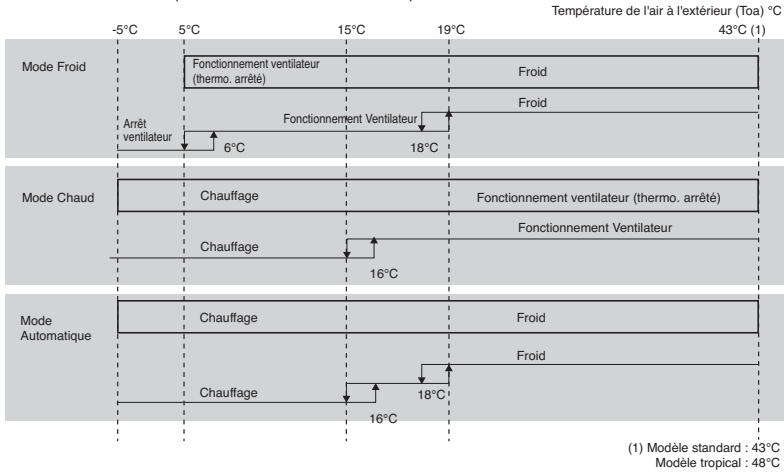 Température de l'air à l'extérieur (Toa) °C
-5°C 5°C 15°C 19°C 43°C (1)
Mode Froid
Fonctionnement ventilateur
(thermo. arrêté)
Froid
Froid
Fonctionnement Ventilateur
Arrêt
ventilateur
6°C
18°C
Mode Chaud
Chauffage
Fonctionnement ventilateur (thermo. arrêté)
Fonctionnement Ventilateur
Chauffage
16°C
Mode
Automatique
Chauffage
Froid
Froid
Chauffage
18°C
16°C
(1) Modèle standard : 43°C
Modèle tropical : 48°C